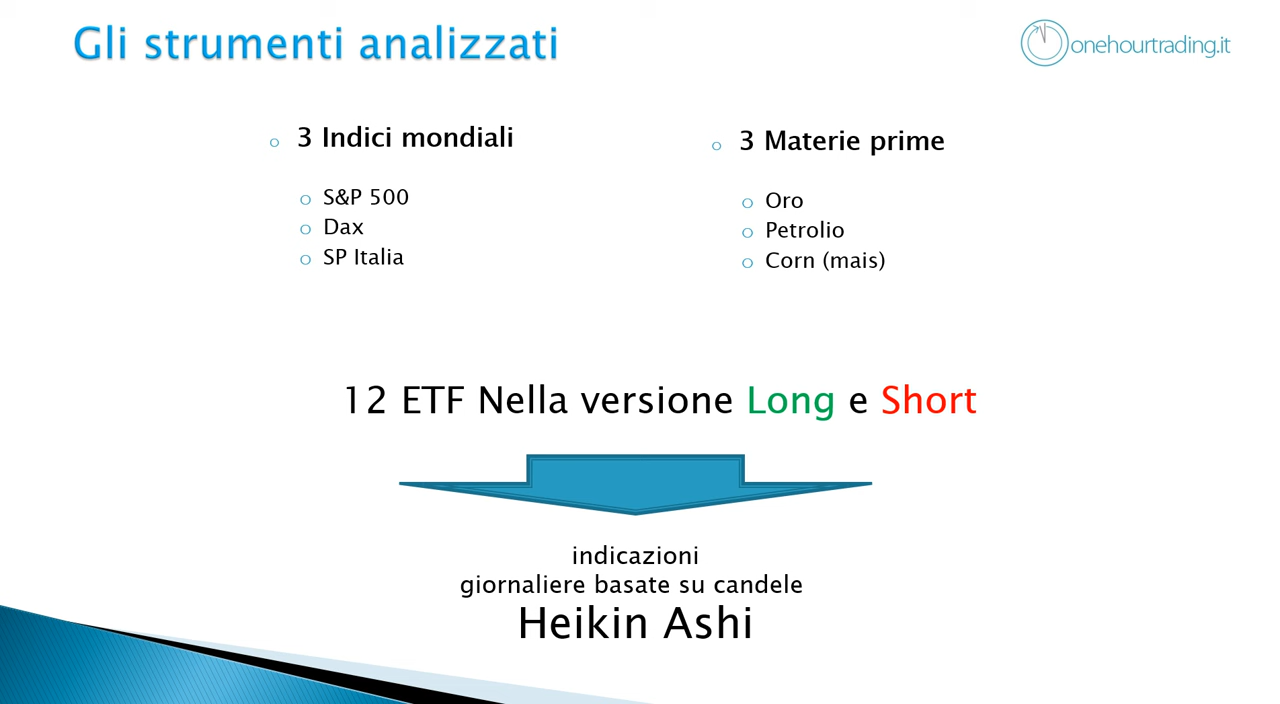 Gli strumenti analizzati
onehourtrading.it
3 Indici mondiali
S&P 500
Dax
SP Italia
3 Materie prime
Oro
Petrolio
Corn (mais)
12 ETF Nella versione Long e Short
indicazioni
giornaliere basate su candele
Heikin Ashi